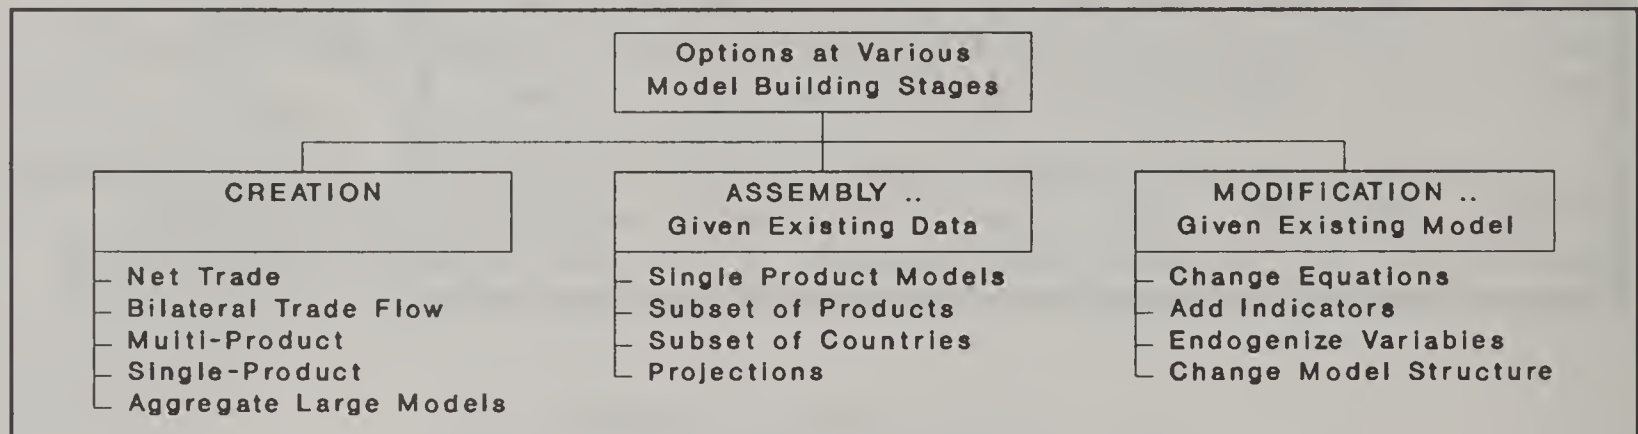 Options at Various
Model Building Stages
CREATION
Net Trade
Bilateral Trade Flow
Multi-Product
Single-Product
Aggregate Large Models
ASSEMBLY ..
Given Existing Data
Single Product Models
Subset of Products
Subset of Countries
Projections
MODIFICATION ..
Given Existing Model
Change Equations
Add Indicators
Endogenize Variables
Change Model Structure